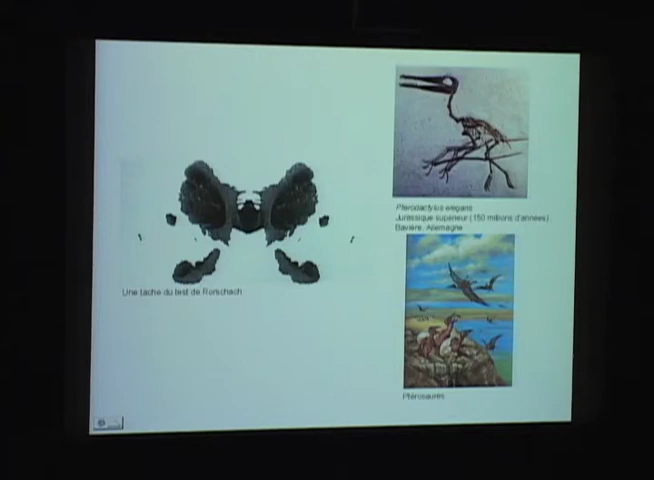 Pterodactylus elegans
Jurassique supérieur (150 millions d'années)
Bavière, Allemagne
Une tache du test de Rorschach
Ptérosaures